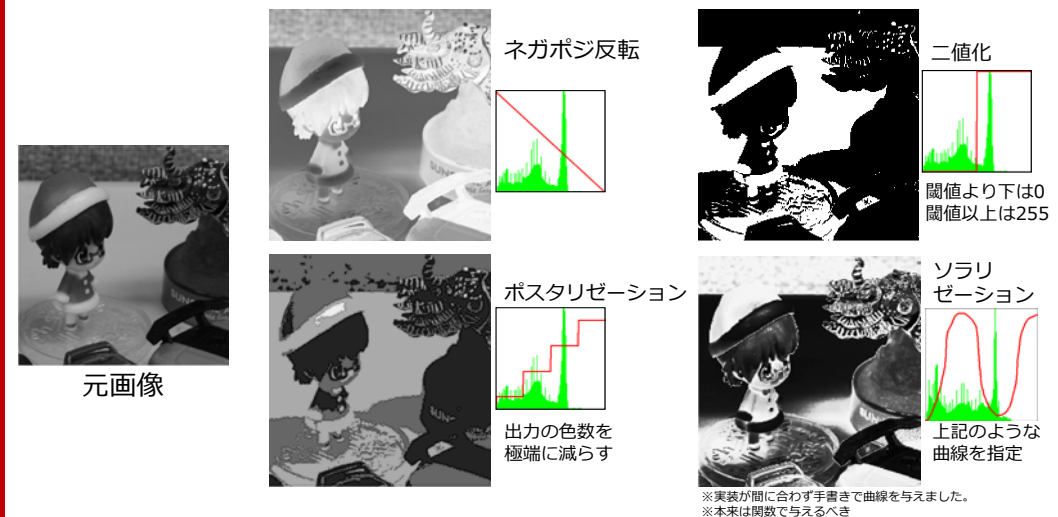 元画像
ネガポジ反転
二値化
閾値より下は0
閾値以上は255
ポスタリゼーション
出力の色数を
極端に減らす
ソラリ
ゼーション
上記のような
曲線を指定
※実装が間に合わず手書きで曲線を与えました。
※本来は関数で与えるべき